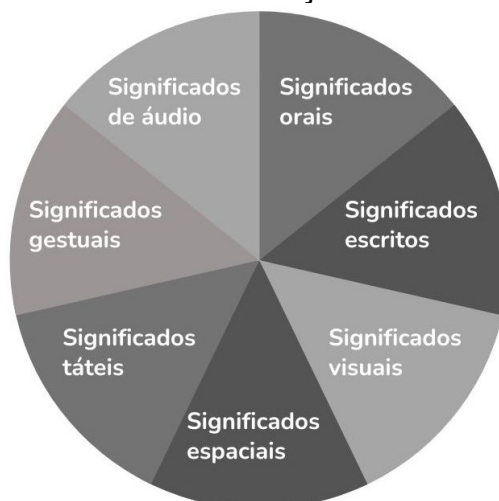 Significados
orais
Significados
escritos
Significados
visuais
Significados
espaciais
Significados
táteis
Significados
gestuais
Significados
de áudio